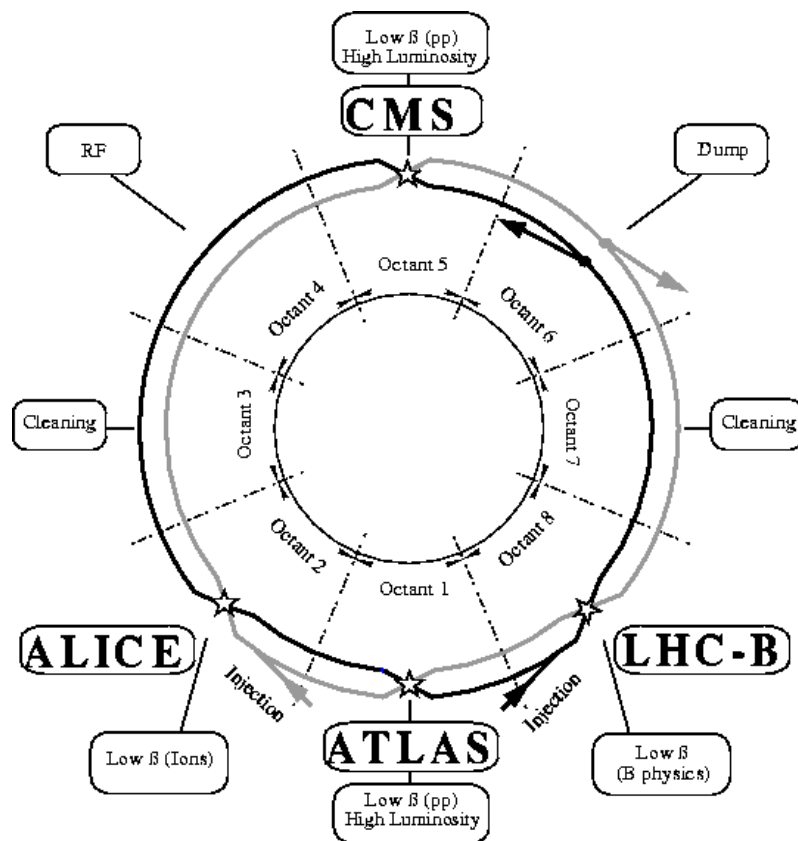 Low ß (pp)
High Luminosity
CMS
RF
Dump
Octant 5
Octant 4
Octant 6
Cleaning
Octant 3
Octant 7
Cleaning
Octant 2
Octant 8
Octant 1
ALICE
LHC-B
Injection
Injection
ATLAS
Low ß (Ions)
Low ß
(B physics)
Low ß (pp)
High Luminosity